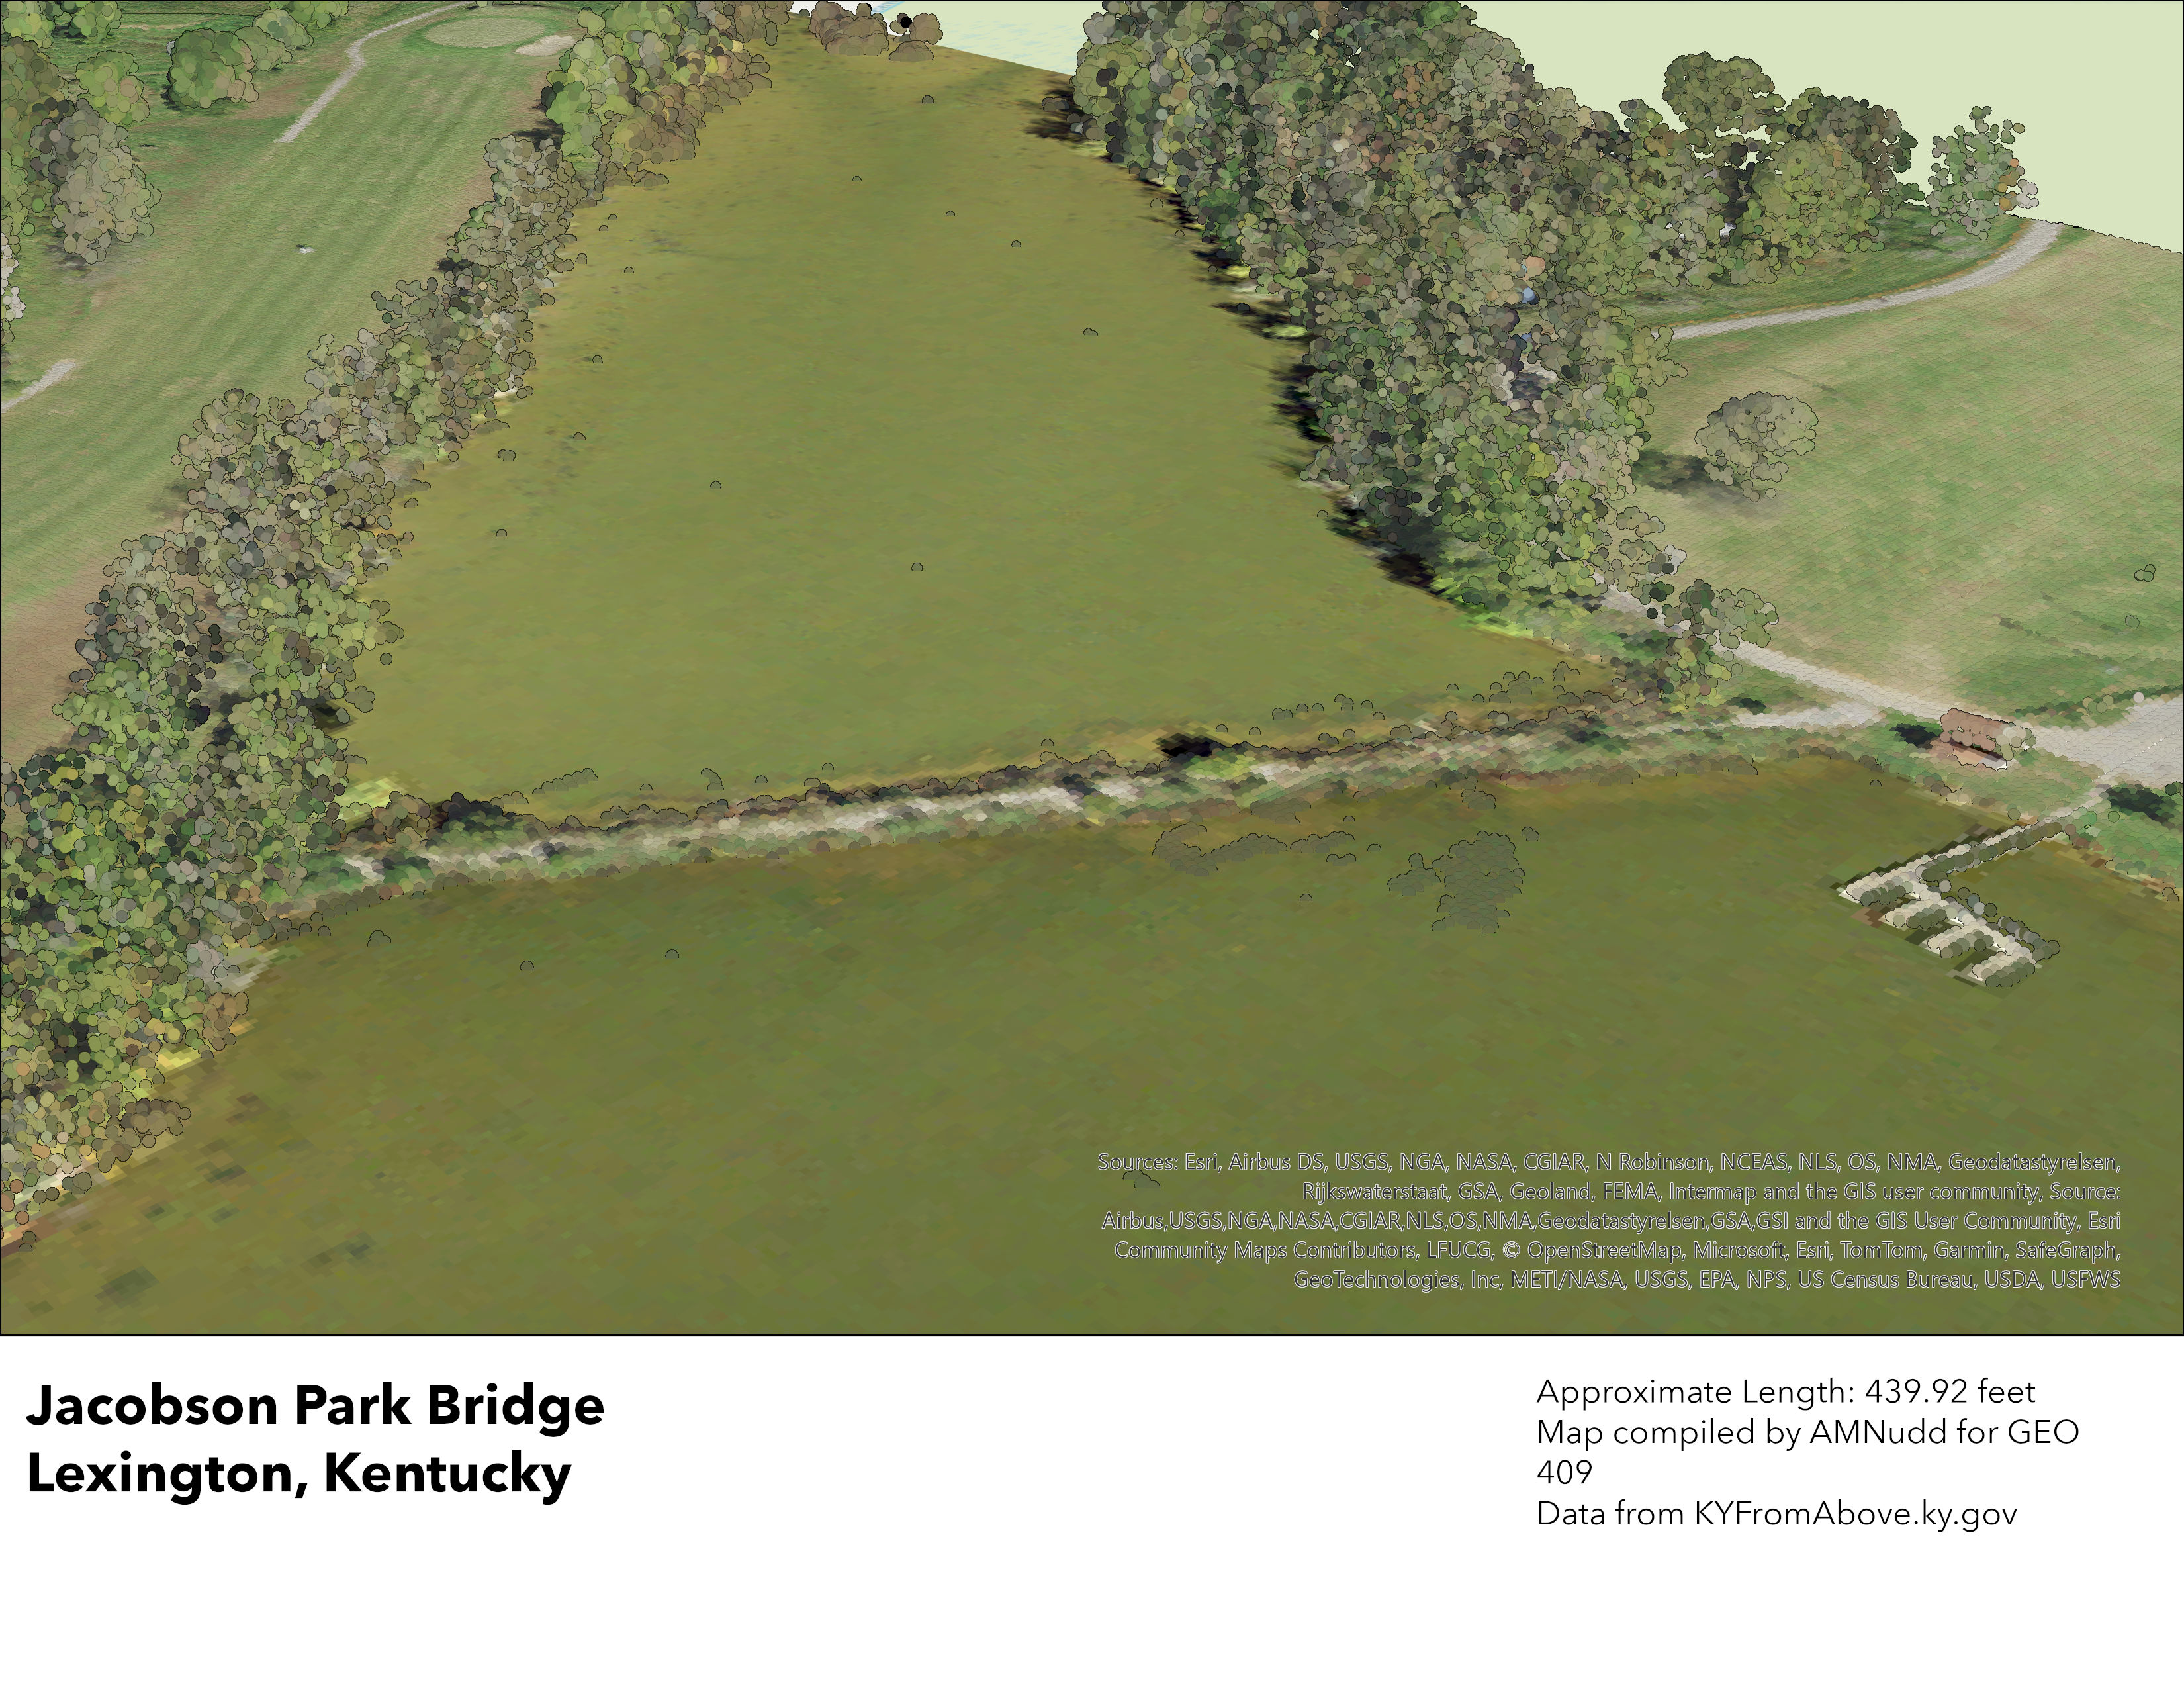 Sources: Esri, Airbus DS, USGS, NGA, NASA, CGIAR, N Robinson, NCEAS, NLS, OS, NMA, Geodatastyrelsen,
Rijkswaterstaat, GSA, Geoland, FEMA, Intermap and the GIS user community, Source:
Airbus,USGS,NGA,NASA,CGIAR,NLS,OS,NMA,Geodatastyrelsen,GSA,GSI and the GIS User Community, Esri
Community Maps Contributors, LFUCG, © OpenStreetMap, Microsoft, Esri, TomTom, Garmin, SafeGraph,
GeoTechnologies, Inc, METI/NASA, USGS, EPA, NPS, US Census Bureau, USDA, USFWS
Jacobson Park Bridge
Lexington, Kentucky
Approximate Length: 439.92 feet
Map compiled by AMNudd for GEO
409
Data from KYFromAbove.ky.gov